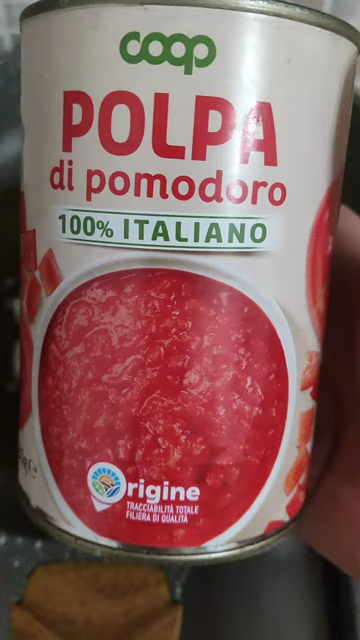 coop
POLPA
di pomodoro
100% ITALIANO
Origine
TRACCIABILITÀ TOTALE
FILIERA DI QUALITÀ